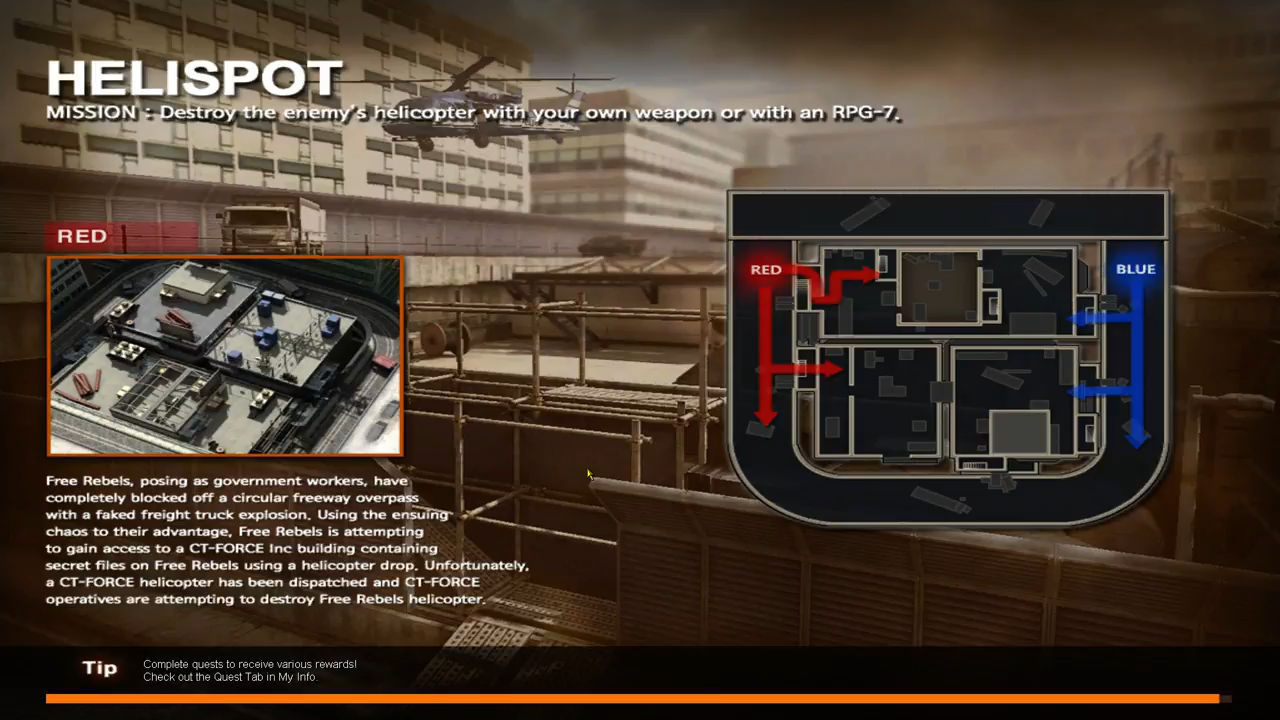 HELISPOT
MISSION : Destroy the enemy's helicopter with your own weapon or with an RPG-7.
RED
RED
BLUE
Free Rebels, posing as government workers, have
completely blocked off a circular freeway overpass
with a faked freight truck explosion. Using the ensuing
chaos to their advantage, Free Rebels is attempting
to gain access to a CT-FORCE Inc building containing
secret files on Free Rebels using a helicopter drop. Unfortunately,
a CT-FORCE helicopter has been dispatched and CT-FORCE
operatives are attempting to destroy Free Rebels helicopter.
Tip
Complete quests to receive various rewards!
Check out the Quest Tab in My Info.